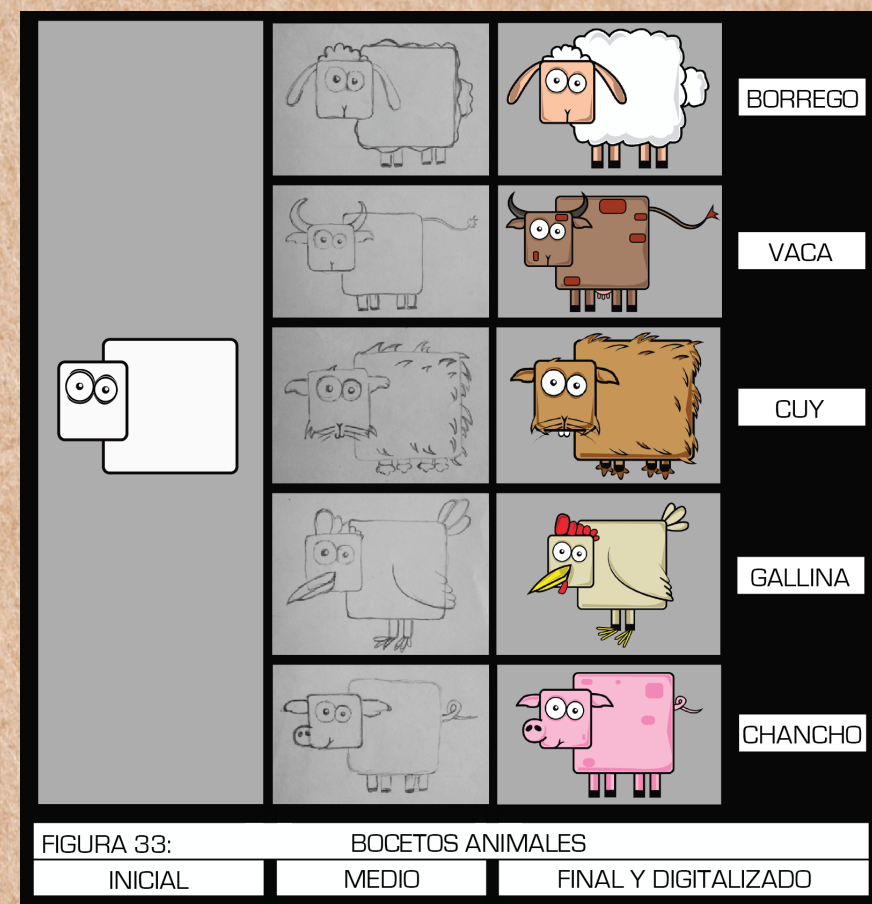 BORREGO
VACA
CUY
GALLINA
CHANCHO
FIGURA 33: BOCETOS ANIMALES
INICIAL MEDIO FINAL Y DIGITALIZADO